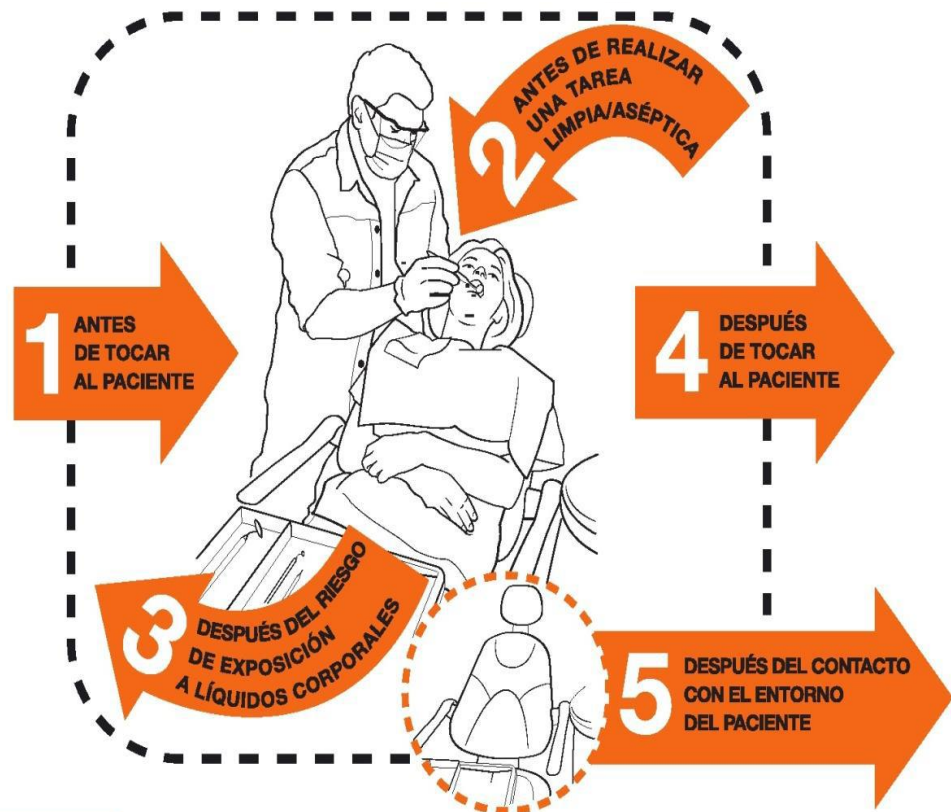 1
ANTES
DE TOCAR
AL PACIENTE
2
ANTES DE REALIZAR
UNA TAREA
LIMPIA/ASÉPTICA
3
DESPUÉS DEL RIESGO
DE EXPOSICIÓN
A LÍQUIDOS CORPORALES
4
DESPUÉS
DE TOCAR
AL PACIENTE
5
DESPUÉS DEL CONTACTO
CON EL ENTORNO
DEL PACIENTE